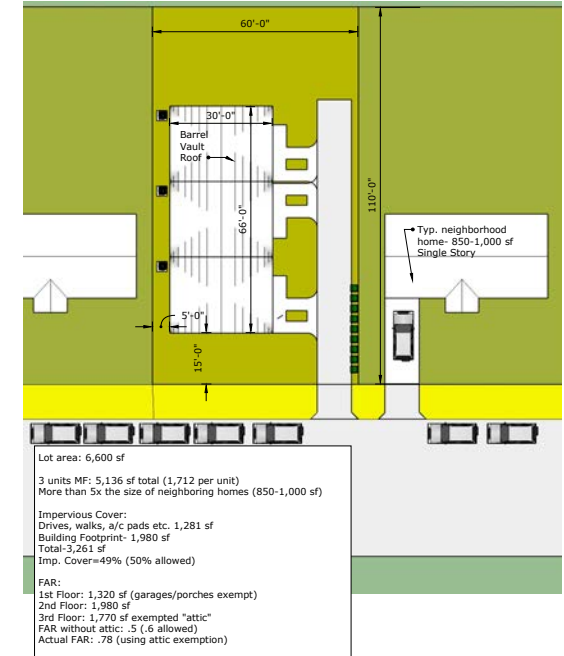 60'-0"
30'-0"
Barrel
Vault
Roof
66'-0"
110'-0"
Typ. neighborhood
home- 850-1,000 sf
Single Story
5'-0"
15'-0"
Lot area: 6,600 sf
3 units MF: 5,136 sf total (1,712 per unit)
More than 5x the size of neighboring homes (850-1,000 sf)
Impervious Cover:
Drives, walks, a/c pads etc. 1,281 sf
Building Footprint- 1,980 sf
Total-3,261 sf
Imp. Cover=49% (50% allowed)
FAR:
1st Floor: 1,320 sf (garages/porches exempt)
2nd Floor: 1,980 sf
3rd Floor: 1,770 sf exempted "attic"
FAR without attic: .5 (.6 allowed)
Actual FAR: .78 (using attic exemption)